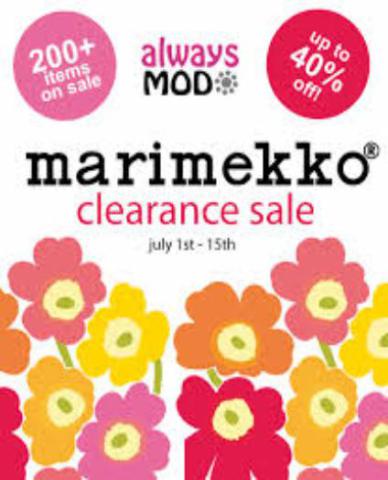 200+
items
on sale
always
MOD
up to
40%
off!
marimekko®
clearance sale
july 1st - 15th